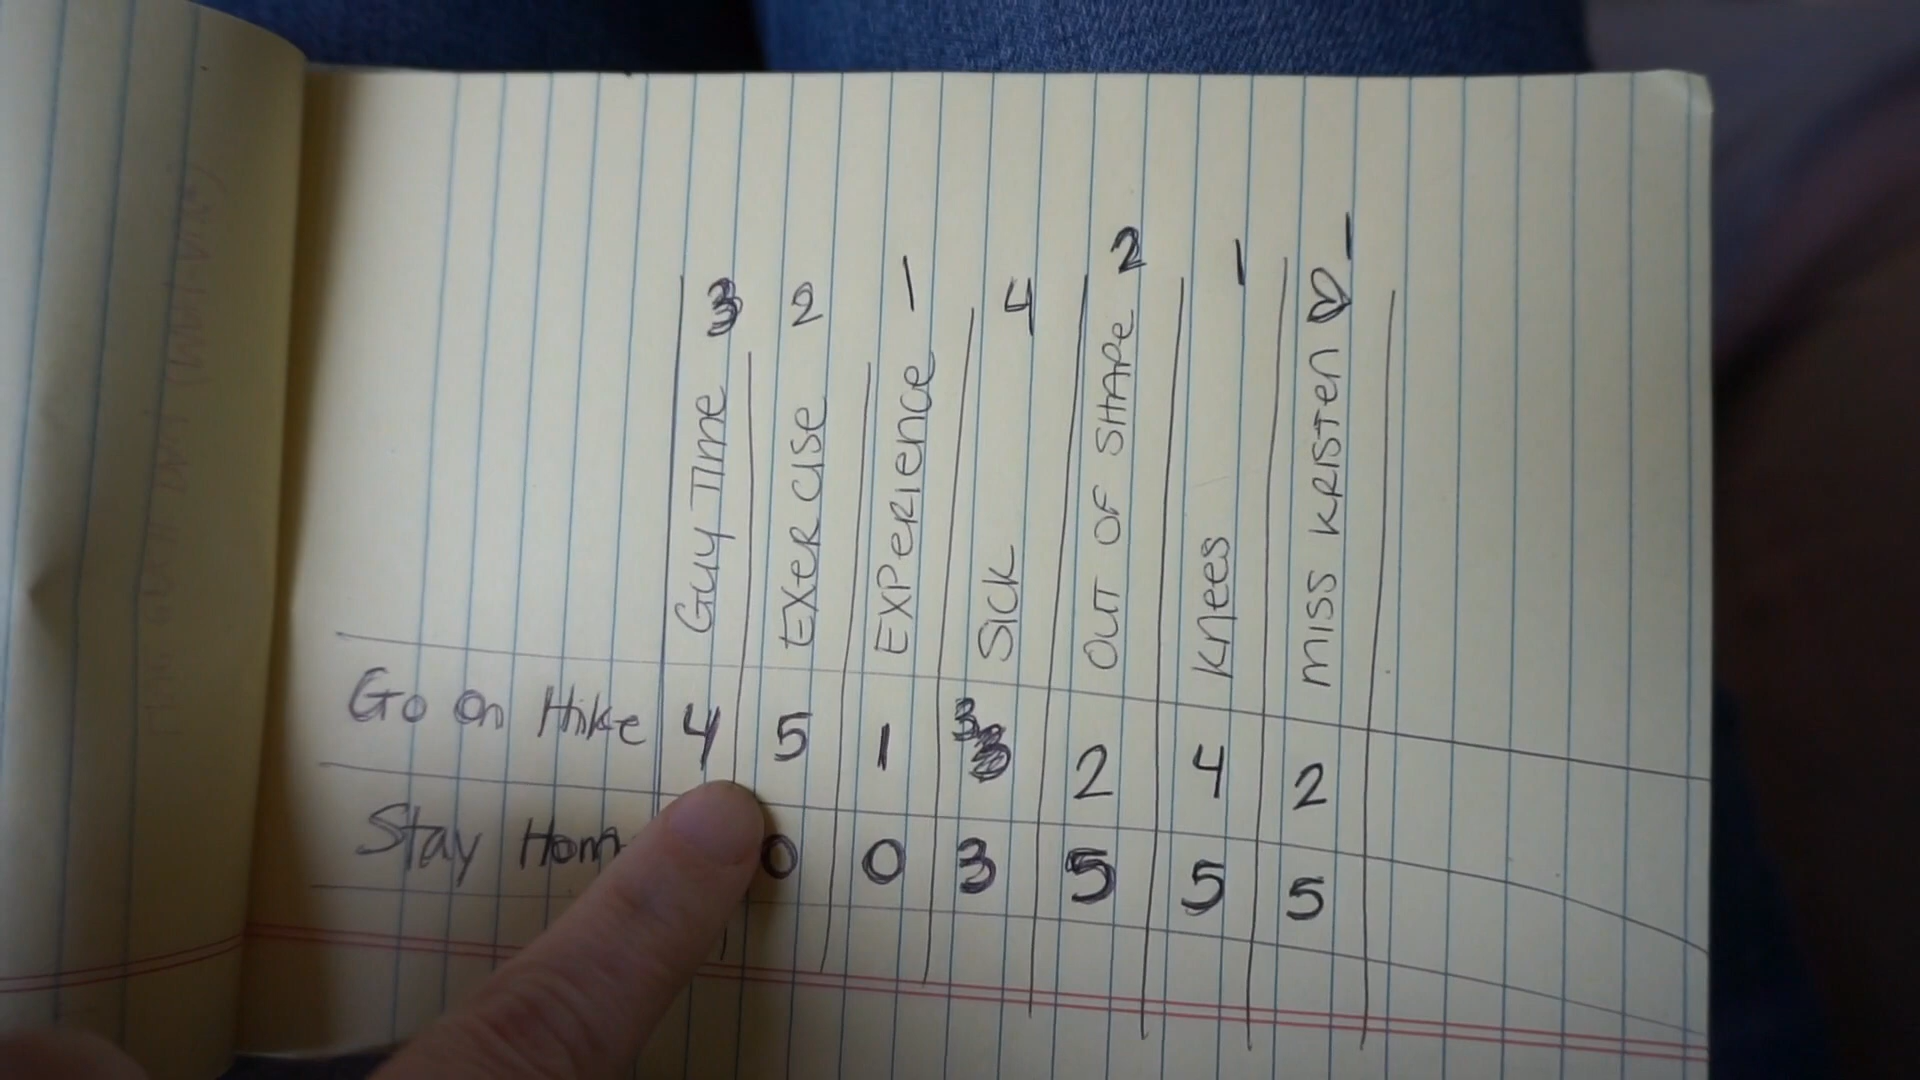 3 2 1 4 2 1 1
Guy Time
Exercise
Experience
Sick
Out of Shape
Knees
Miss Kristen ♡
Go On Hike 4 5 1 3 3 2 4 2
Stay 0 0 3 5 5 5